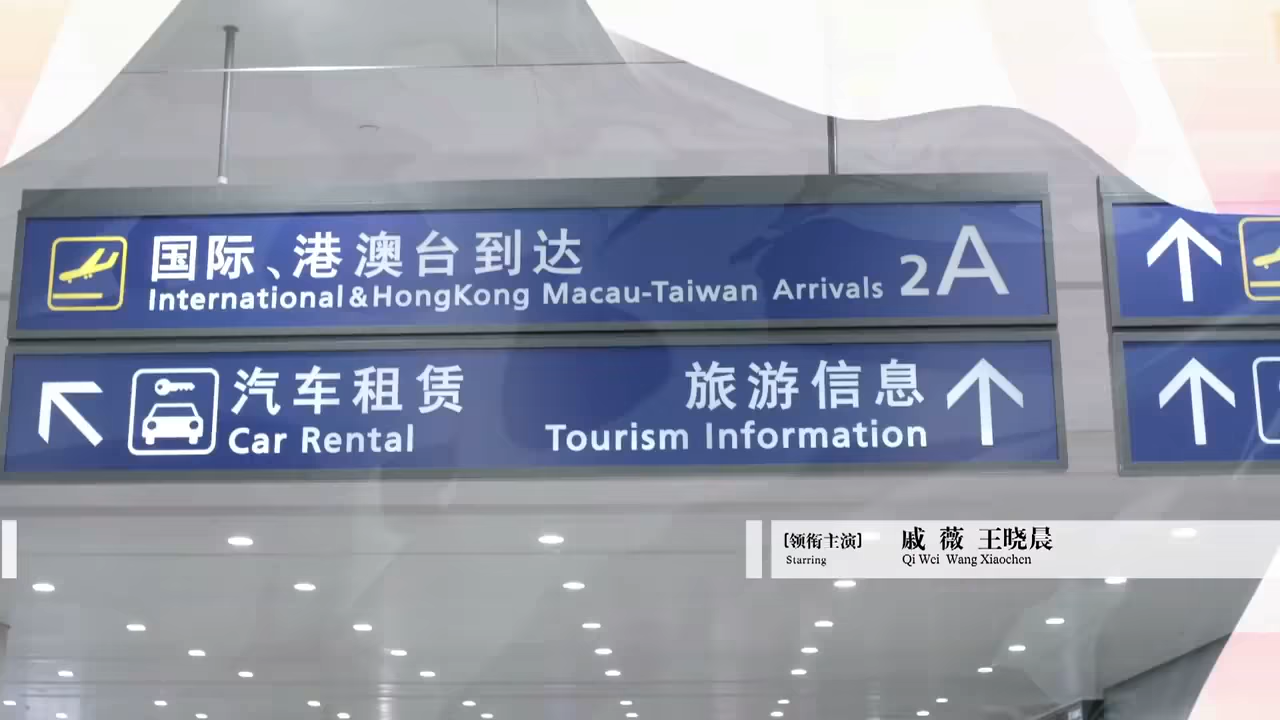 国际、港澳台到达
International&HongKong Macau-Taiwan Arrivals
2A
汽车租赁
Car Rental
旅游信息
Tourism Information
[领衔主演] 戚 薇 王晓晨
Starring Qi Wei Wang Xiaochen